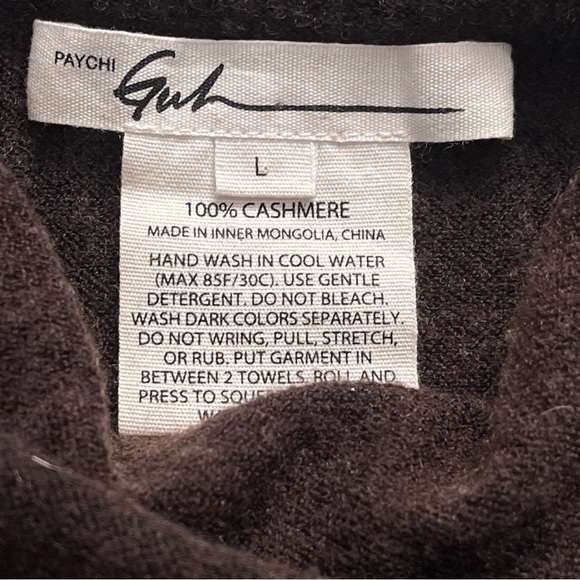 PAYCHI Guh
L
100% CASHMERE
MADE IN INNER MONGOLIA, CHINA
HAND WASH IN COOL WATER
(MAX 85F/30C). USE GENTLE
DETERGENT. DO NOT BLEACH.
WASH DARK COLORS SEPARATELY.
DO NOT WRING, PULL, STRETCH,
OR RUB. PUT GARMENT IN
BETWEEN 2 TOWELS. ROLL AND
PRESS TO